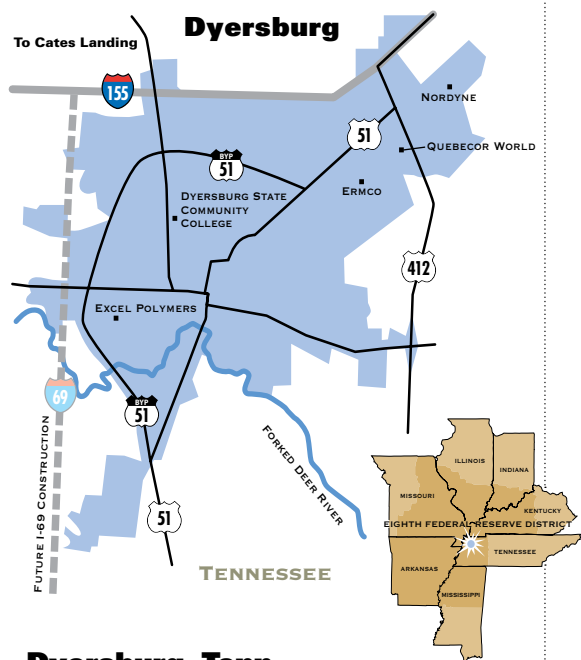 Dyersburg
To Cates Landing
155
NORDYNE
51
QUEBECOR WORLD
BYP
51
DYERSBURG STATE
COMMUNITY
COLLEGE
ERMCO
412
EXCEL POLYMERS
69
BYP
51
FORKED DEER RIVER
FUTURE I-69 CONSTRUCTION
51
TENNESSEE
ILLINOIS
INDIANA
MISSOURI
KENTUCKY
EIGHTH FEDERAL RESERVE DISTRICT
TENNESSEE
ARKANSAS
MISSISSIPPI
Dyersburg, Tenn.